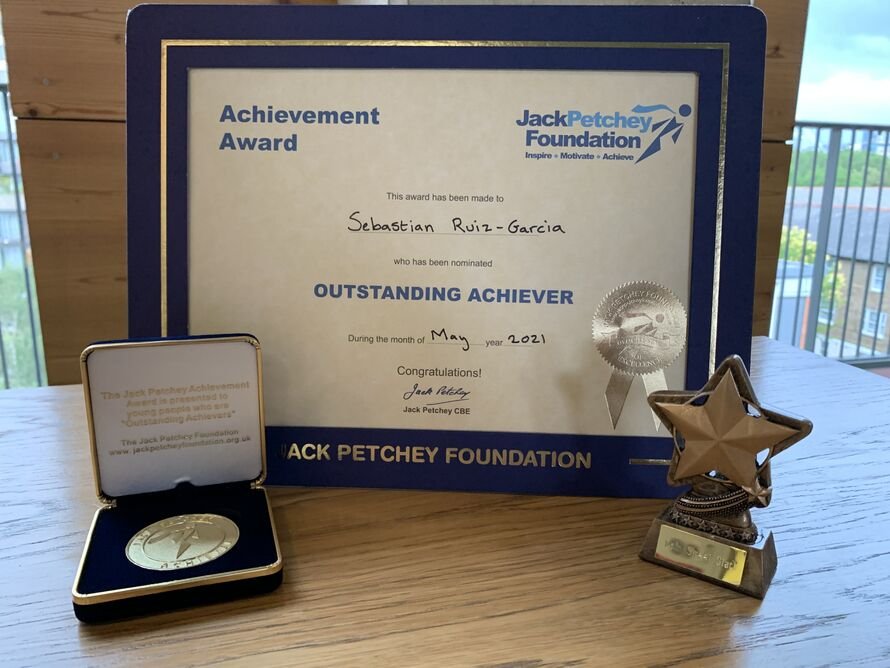 Achievement
Award
JackPetchey
Foundation
Inspire • Motivate • Achieve
This award has been made to
Sebastian Ruiz-Garcia
who has been nominated
OUTSTANDING ACHIEVER
During the month of May year 2021
Congratulations!
Jack Petchey
Jack Petchey CBE
JACK PETCHEY FOUNDATION
The Jack Petchey Achievement
Award is presented to
young people who are
"Outstanding Achievers"
The Jack Petchey Foundation
www.jackpetcheyfoundation.org.uk